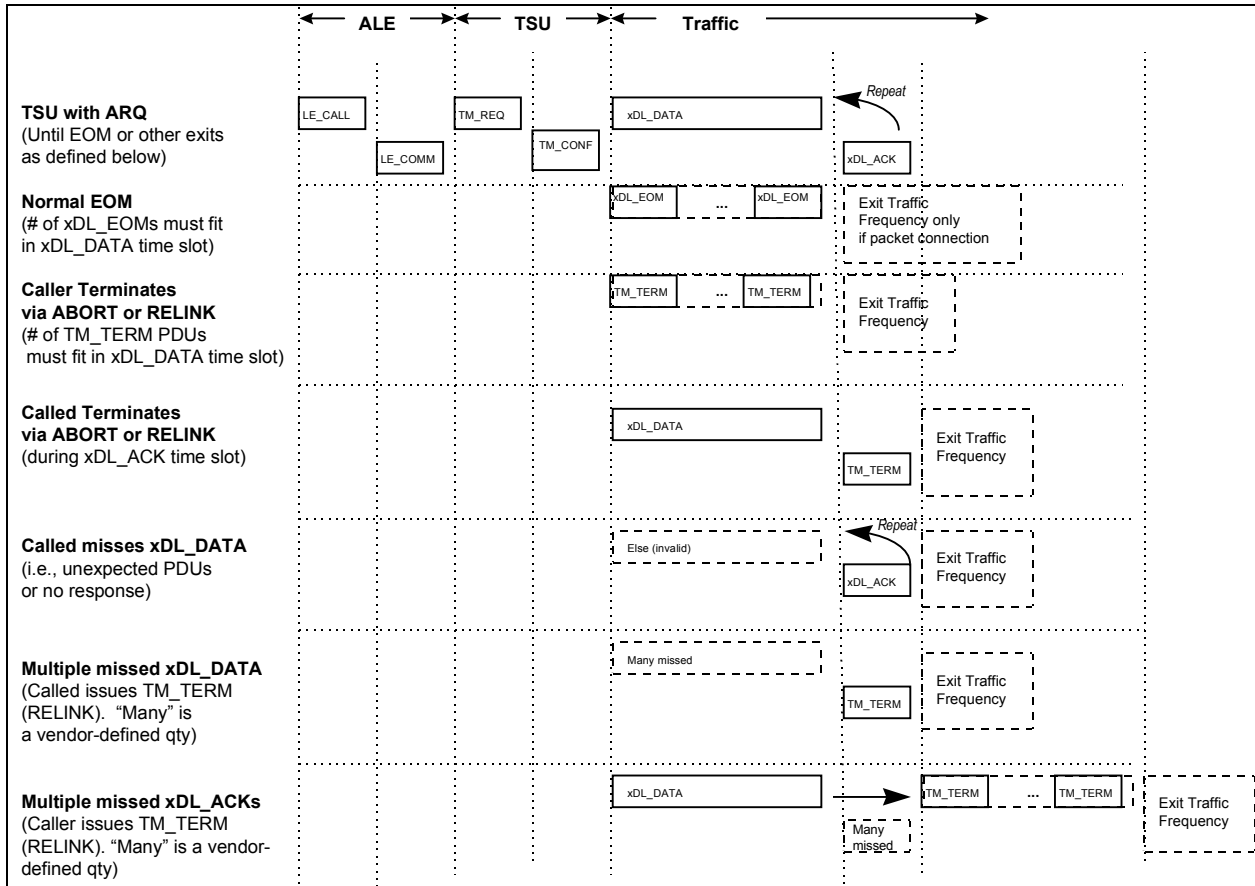 ALE TSU Traffic
TSU with ARQ
(Until EOM or other exits
as defined below)
LE_CALL
LE_COMM
TM_REQ
TM_CONF
xDL_DATA
Repeat
xDL_ACK
Normal EOM
(# of xDL_EOMs must fit
in xDL_DATA time slot)
xDL_EOM ... xDL_EOM
Exit Traffic
Frequency only
if packet connection
Caller Terminates
via ABORT or RELINK
(# of TM_TERM PDUs
must fit in xDL_DATA time slot)
TM_TERM ... TM_TERM
Exit Traffic
Frequency
Called Terminates
via ABORT or RELINK
(during xDL_ACK time slot)
xDL_DATA
TM_TERM
Exit Traffic
Frequency
Called misses xDL_DATA
(i.e., unexpected PDUs
or no response)
Else (invalid)
Repeat
xDL_ACK
Exit Traffic
Frequency
Multiple missed xDL_DATA
(Called issues TM_TERM
(RELINK). “Many” is
a vendor-defined qty)
Many missed
TM_TERM
Exit Traffic
Frequency
Multiple missed xDL_ACKs
(Caller issues TM_TERM
(RELINK). “Many” is a vendor-
defined qty)
xDL_DATA
Many
missed
TM_TERM ... TM_TERM
Exit Traffic
Frequency